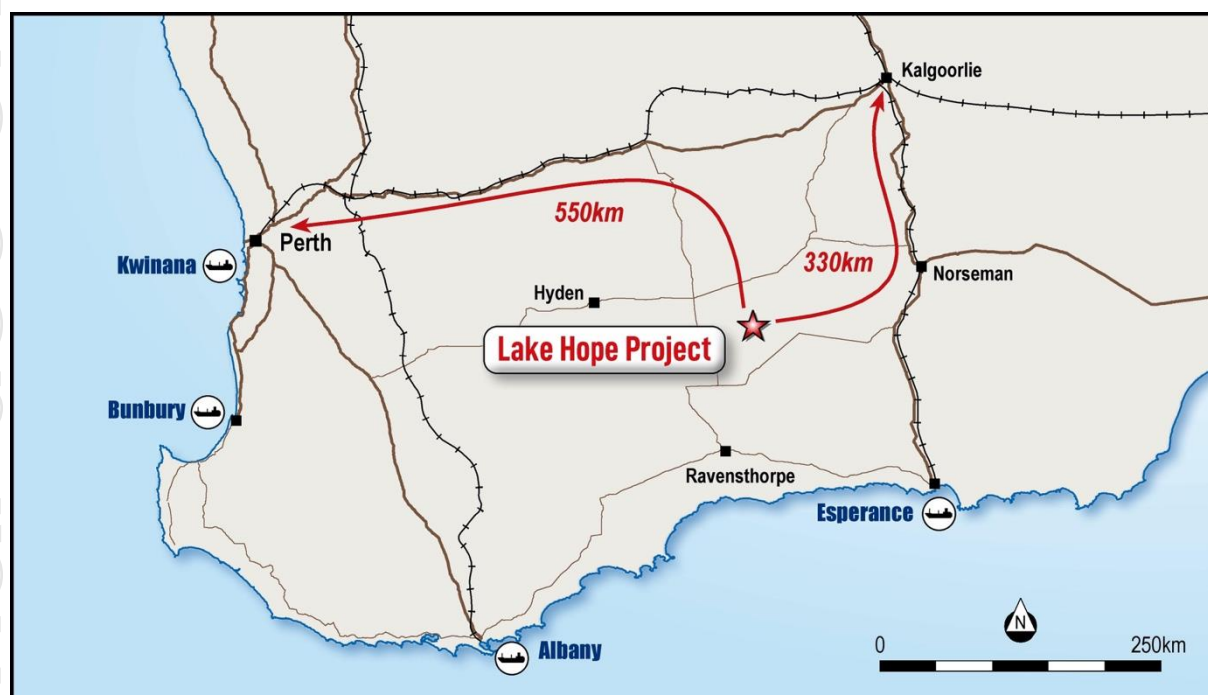 Kalgoorlie
550km
Perth
Kwinana
330km
Norseman
Hyden
Lake Hope Project
Bunbury
Ravensthorpe
Esperance
N
0 250km
Albany